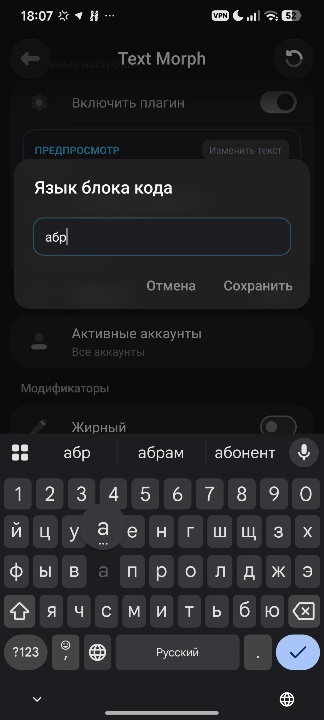 18:07 VPN 52
Text Morph
Включить плагин
ПРЕДПРОСМОТР Изменить текст
Язык блока кода
абр
Отмена Сохранить
Активные аккаунты
Все аккаунты
Модификаторы
Жирный
абр абрам абонент
1 2 3 4 5 6 7 8 9 0
й ц у а е н г ш щ з х
ф ы в а п р о л д ж э
я ч с м и т ь б ю
?123 , Русский .